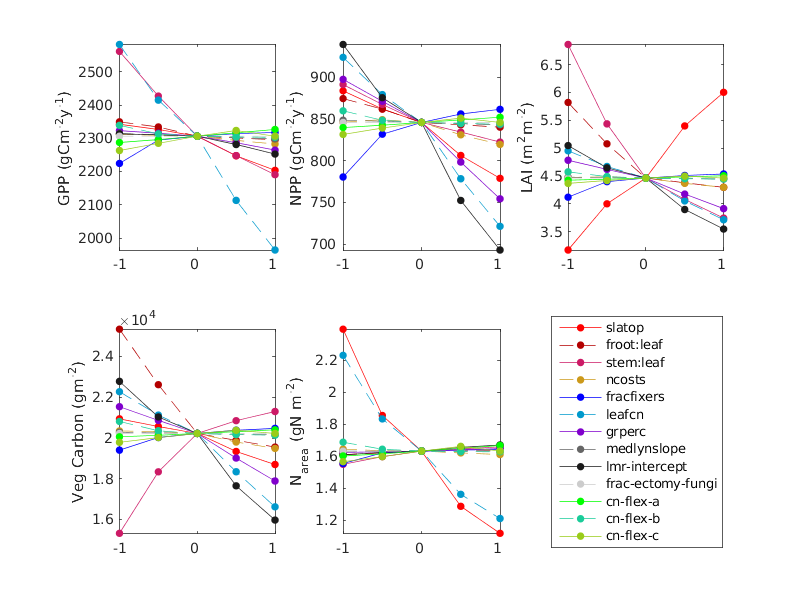 GPP (gCm⁻²y⁻¹)
2500
2400
2300
2200
2100
2000
-1 0 1
NPP (gCm⁻²y⁻¹)
900
850
800
750
700
-1 0 1
LAI (m²m⁻²)
6.5
6
5.5
5
4.5
4
3.5
-1 0 1
Veg Carbon (gm⁻²)
×10⁴
2.4
2.2
2
1.8
1.6
-1 0 1
N_area (gN m⁻²)
2.2
2
1.8
1.6
1.4
1.2
-1 0 1
slatop
froot:leaf
stem:leaf
ncosts
fracfixers
leafcn
grperc
medlynslope
lmr-intercept
frac-ectomy-fungi
cn-flex-a
cn-flex-b
cn-flex-c